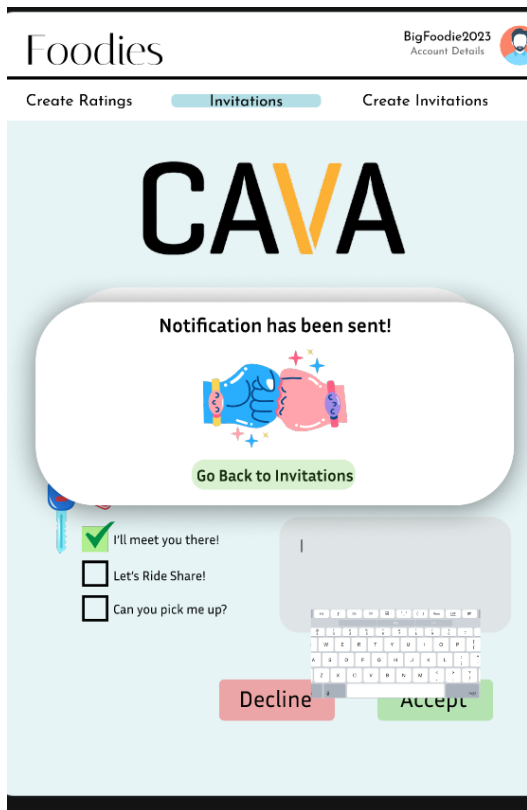 Foodies
BigFoodie2023
Account Details
Create Ratings
Invitations
Create Invitations
CAVA
Notification has been sent!
Go Back to Invitations
I'll meet you there!
Let's Ride Share!
Can you pick me up?
W E R T Y U I O P
A S D F G H J K L
Z X C V B N M
Decline
Accept